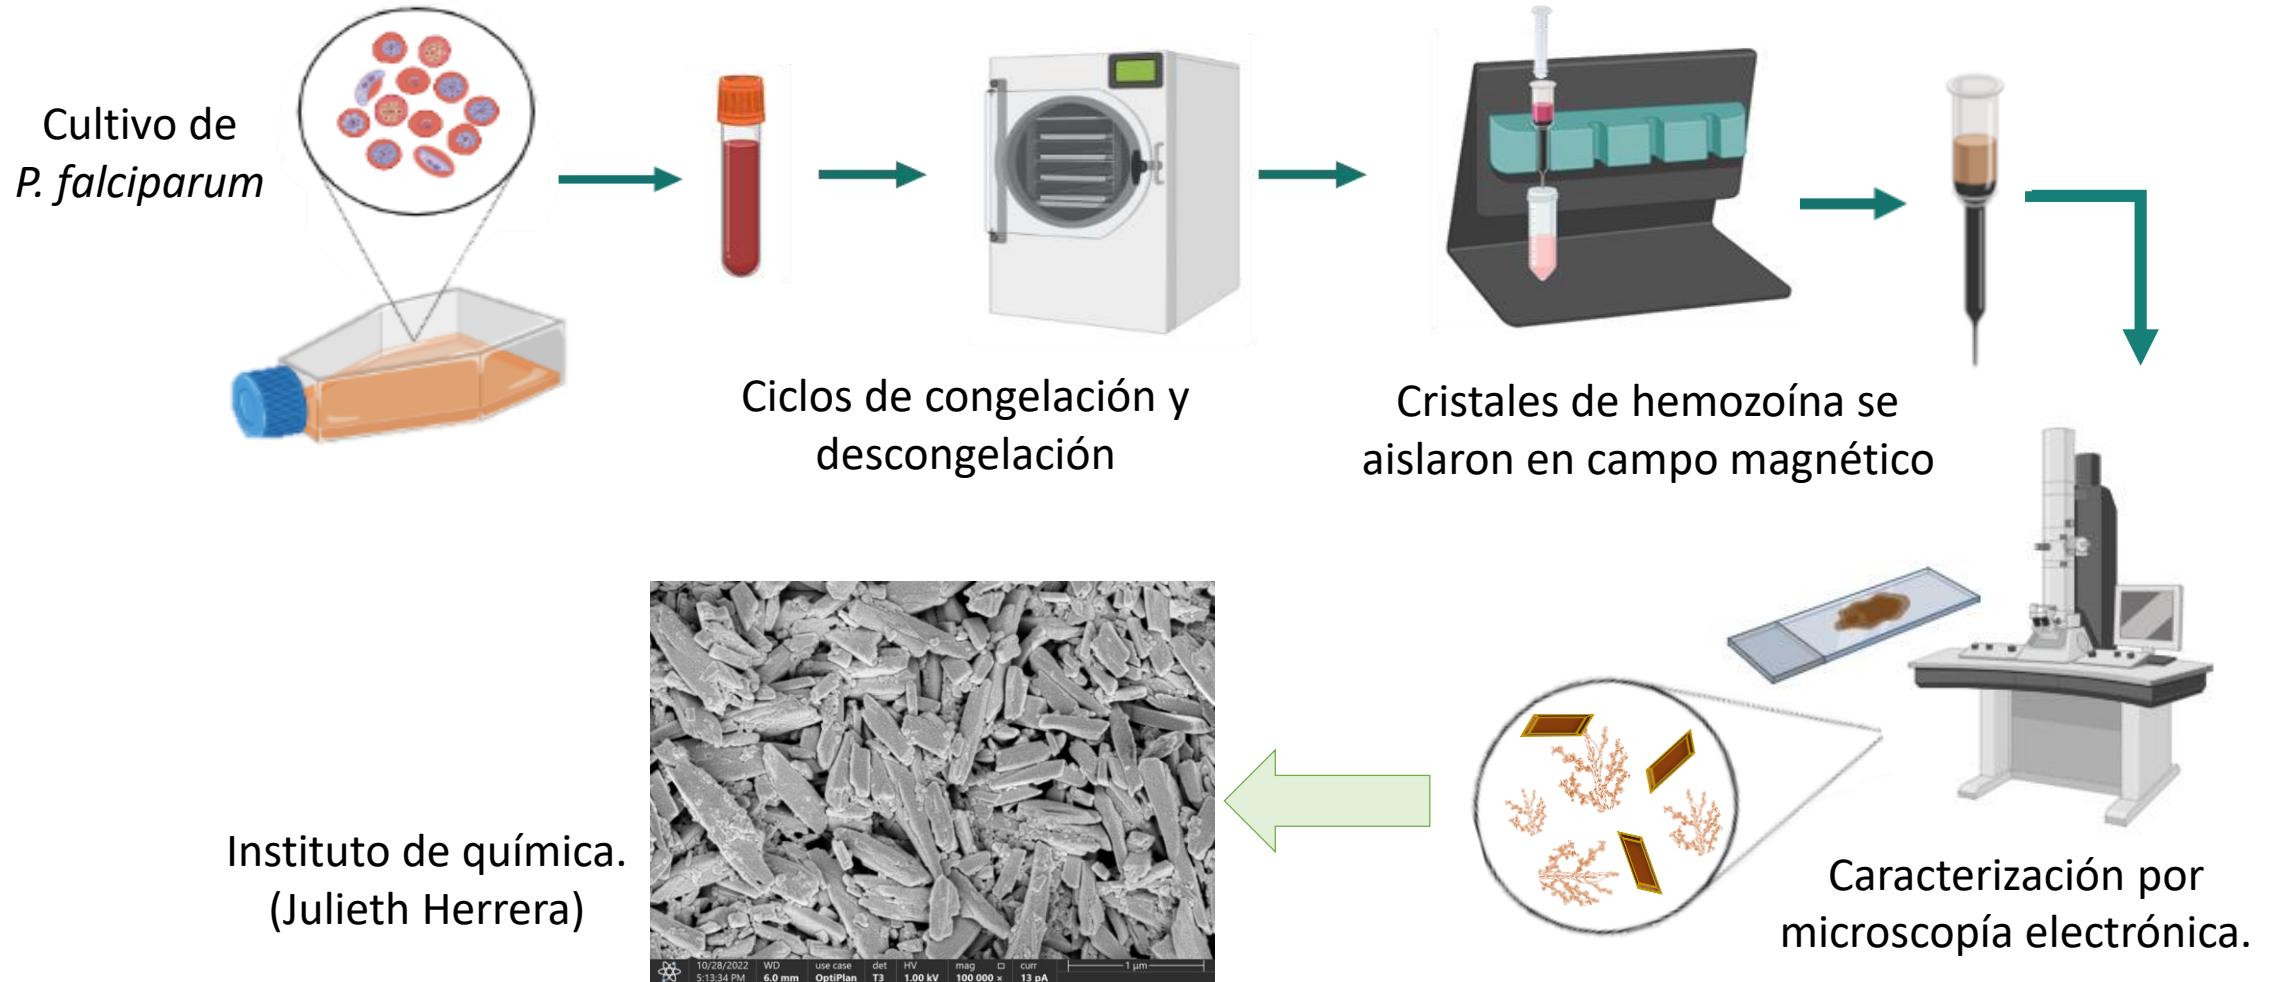 Cultivo de
P. falciparum
Ciclos de congelación y
descongelación
Cristales de hemozoína se
aislaron en campo magnético
Caracterización por
microscopía electrónica.
Instituto de química.
(Julieth Herrera)
10/28/2022 WD use case det HV mag □ curr
5:13:34 PM 6.0 mm OptiPlan T3 1.00 kV 100 000 × 13 pA
1 µm